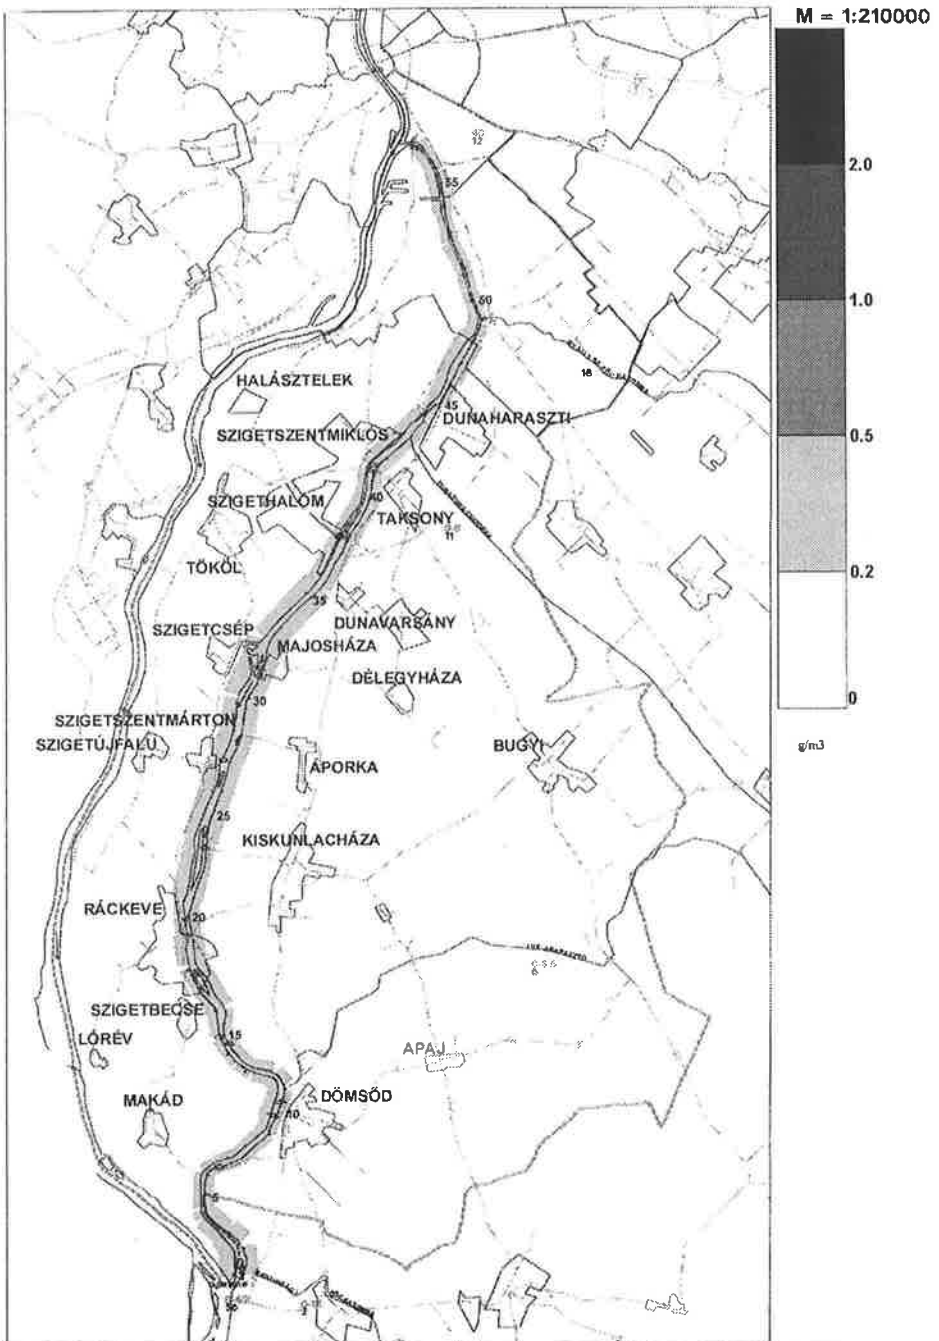 M = 1:210000
2.0
1.0
0.5
0.2
0
g/m3
12
55
50
18
HALÁSZTELEK
45
DUNAHARASZTI
SZIGETSZENTMIKLÓS
SZIGETHALOM
40
TAKSONY
11
TÖKÖL
35
DUNAVARSÁNY
SZIGETCSÉP
MAJOSHÁZA
DÉLEGYHÁZA
30
SZIGETSZENTMÁRTON
SZIGETÚJFALU
BUGYI
ÁPORKA
25
KISKUNLACHÁZA
RÁCKEVE
20
SZIGETBECSE
15
LÓRÉV
APAJ
MAKÁD
DÖMSÖD
10
5